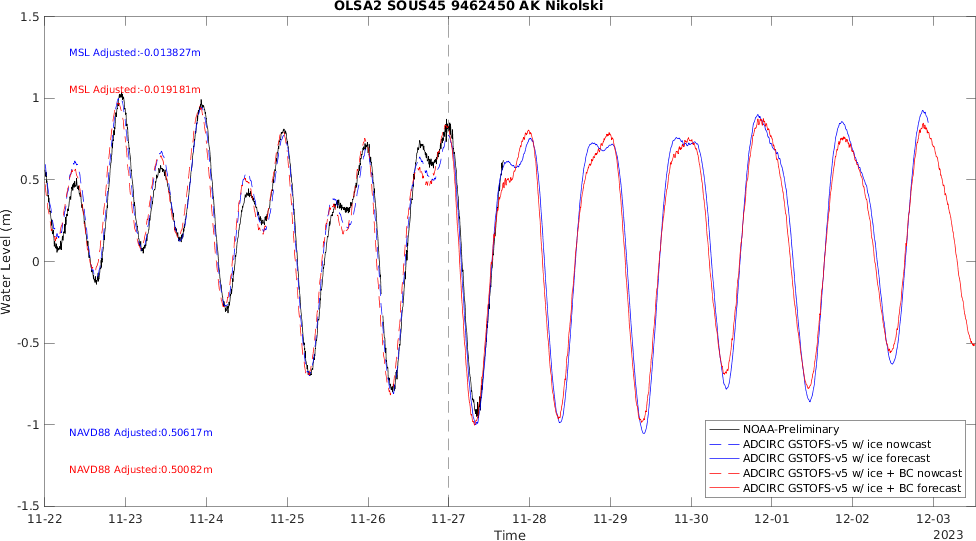 OLSA2 SOUS45 9462450 AK Nikolski
1.5
1
0.5
0
-0.5
-1
-1.5
Water Level (m)
MSL Adjusted:-0.013827m
MSL Adjusted:-0.019181m
NAVD88 Adjusted:0.50617m
NAVD88 Adjusted:0.50082m
NOAA-Preliminary
ADCIRC GSTOFS-v5 w/ ice nowcast
ADCIRC GSTOFS-v5 w/ ice forecast
ADCIRC GSTOFS-v5 w/ ice + BC nowcast
ADCIRC GSTOFS-v5 w/ ice + BC forecast
11-22 11-23 11-24 11-25 11-26 11-27 11-28 11-29 11-30 12-01 12-02 12-03
Time
2023